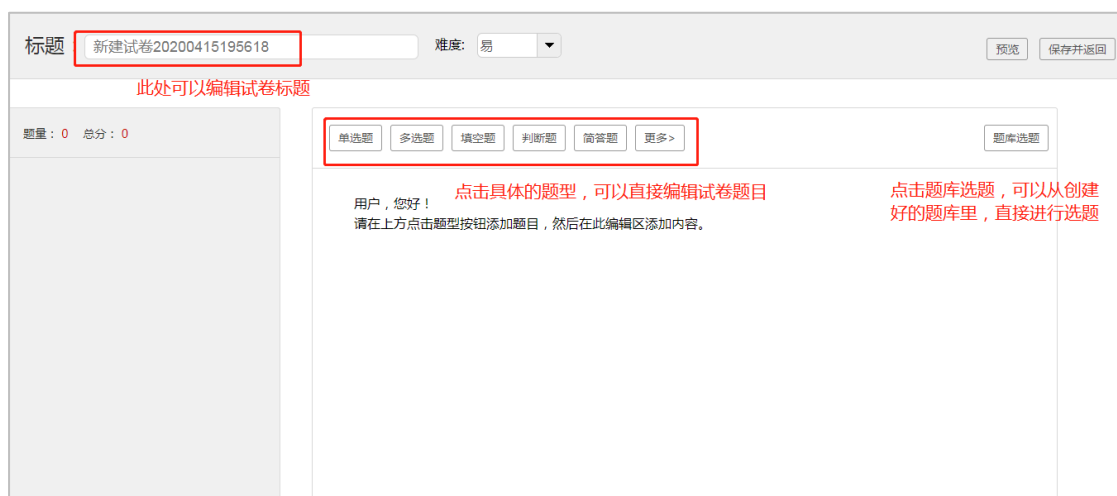 标题： 新建试卷20200415195618 难度: 易 预览 保存并返回
此处可以编辑试卷标题
题量：0 总分：0 单选题 多选题 填空题 判断题 简答题 更多> 题库选题
点击具体的题型，可以直接编辑试卷题目
用户，您好！
请在上方点击题型按钮添加题目，然后在此编辑区添加内容。
点击题库选题，可以从创建
好的题库里，直接进行选题